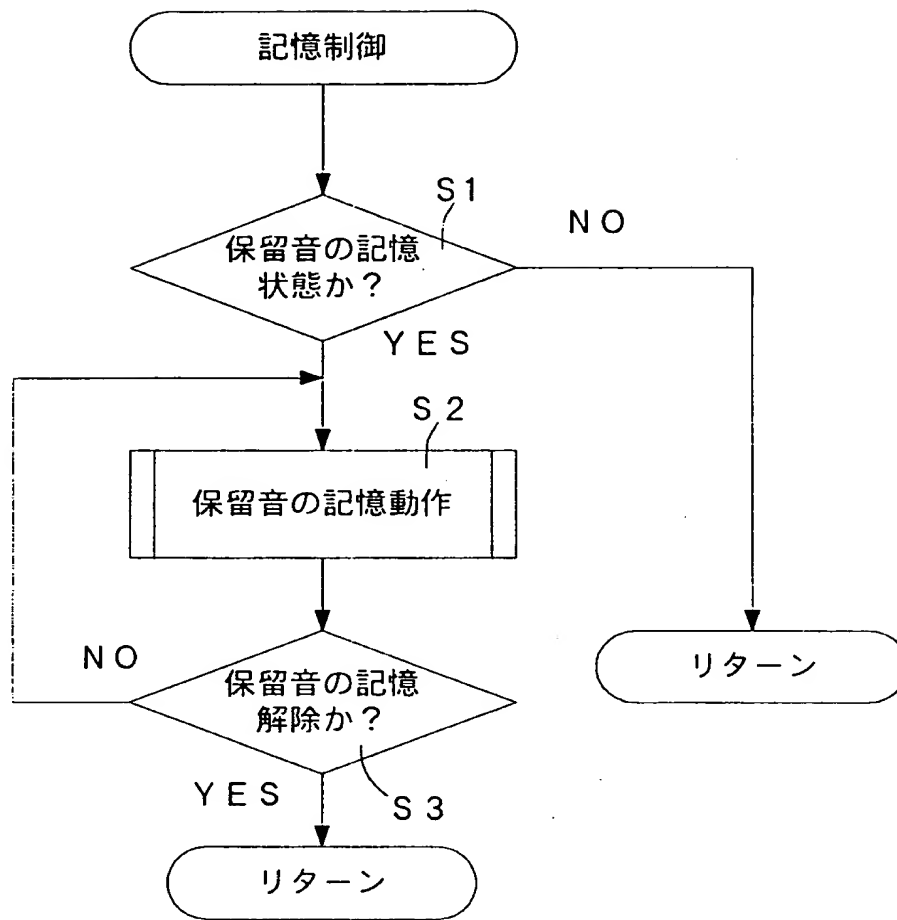 記憶制御
S1
保留音の記憶
状態か？
NO
YES
S2
保留音の記憶動作
NO
保留音の記憶
解除か？
リターン
YES
S3
リターン